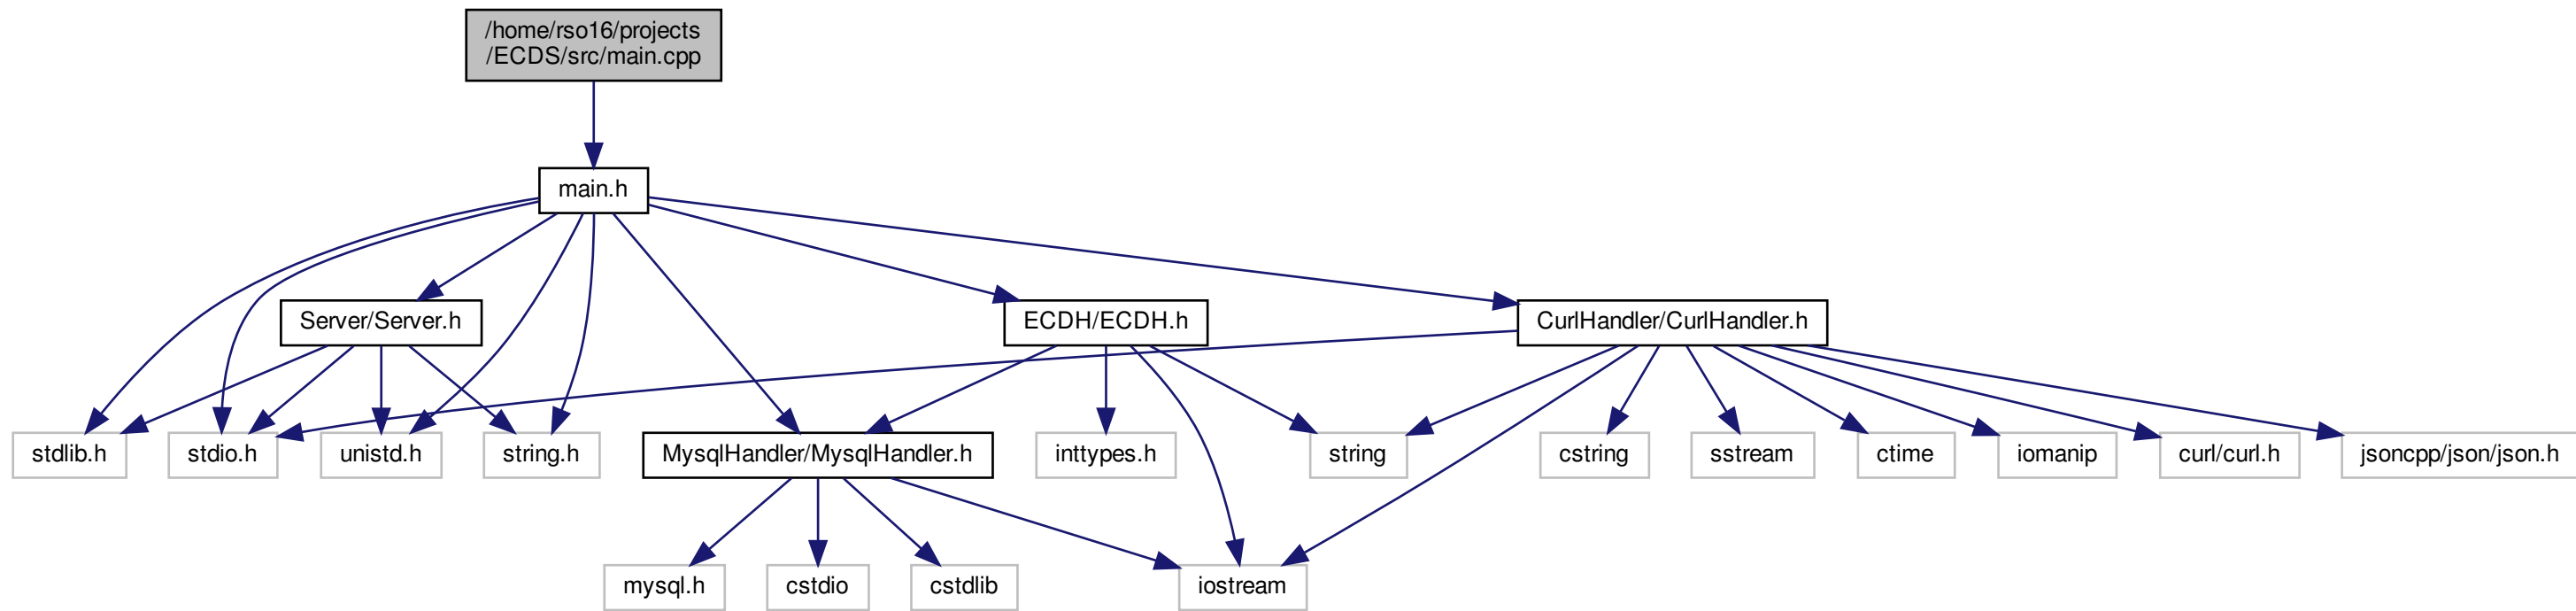 /home/rso16/projects
/ECDS/src/main.cpp
main.h
Server/Server.h
ECDH/ECDH.h
CurlHandler/CurlHandler.h
stdlib.h
stdio.h
unistd.h
string.h
MysqlHandler/MysqlHandler.h
inttypes.h
string
cstring
sstream
ctime
iomanip
curl/curl.h
jsoncpp/json/json.h
mysql.h
cstdio
cstdlib
iostream